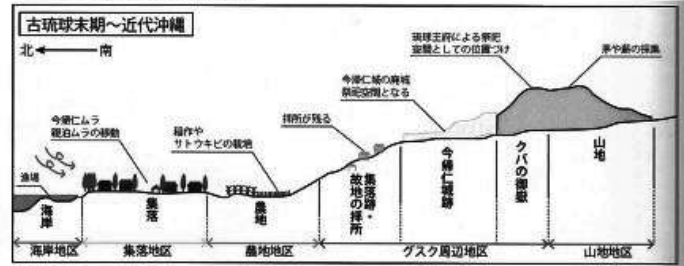 古琉球末期～近代沖縄
北 南
琉球王府による祭祀
空間としての位置づけ
茅や薪の採集
今帰仁城の廃城
祭祀空間となる
今帰仁ムラ
親泊ムラの移動
稲作や
サトウキビの栽培
拝所が残る
漁場
海岸
集落
農地
集落跡・
故地の拝所
今帰仁城跡
クバの御嶽
山地
海岸地区
集落地区
農地地区
グスク周辺地区
山地地区